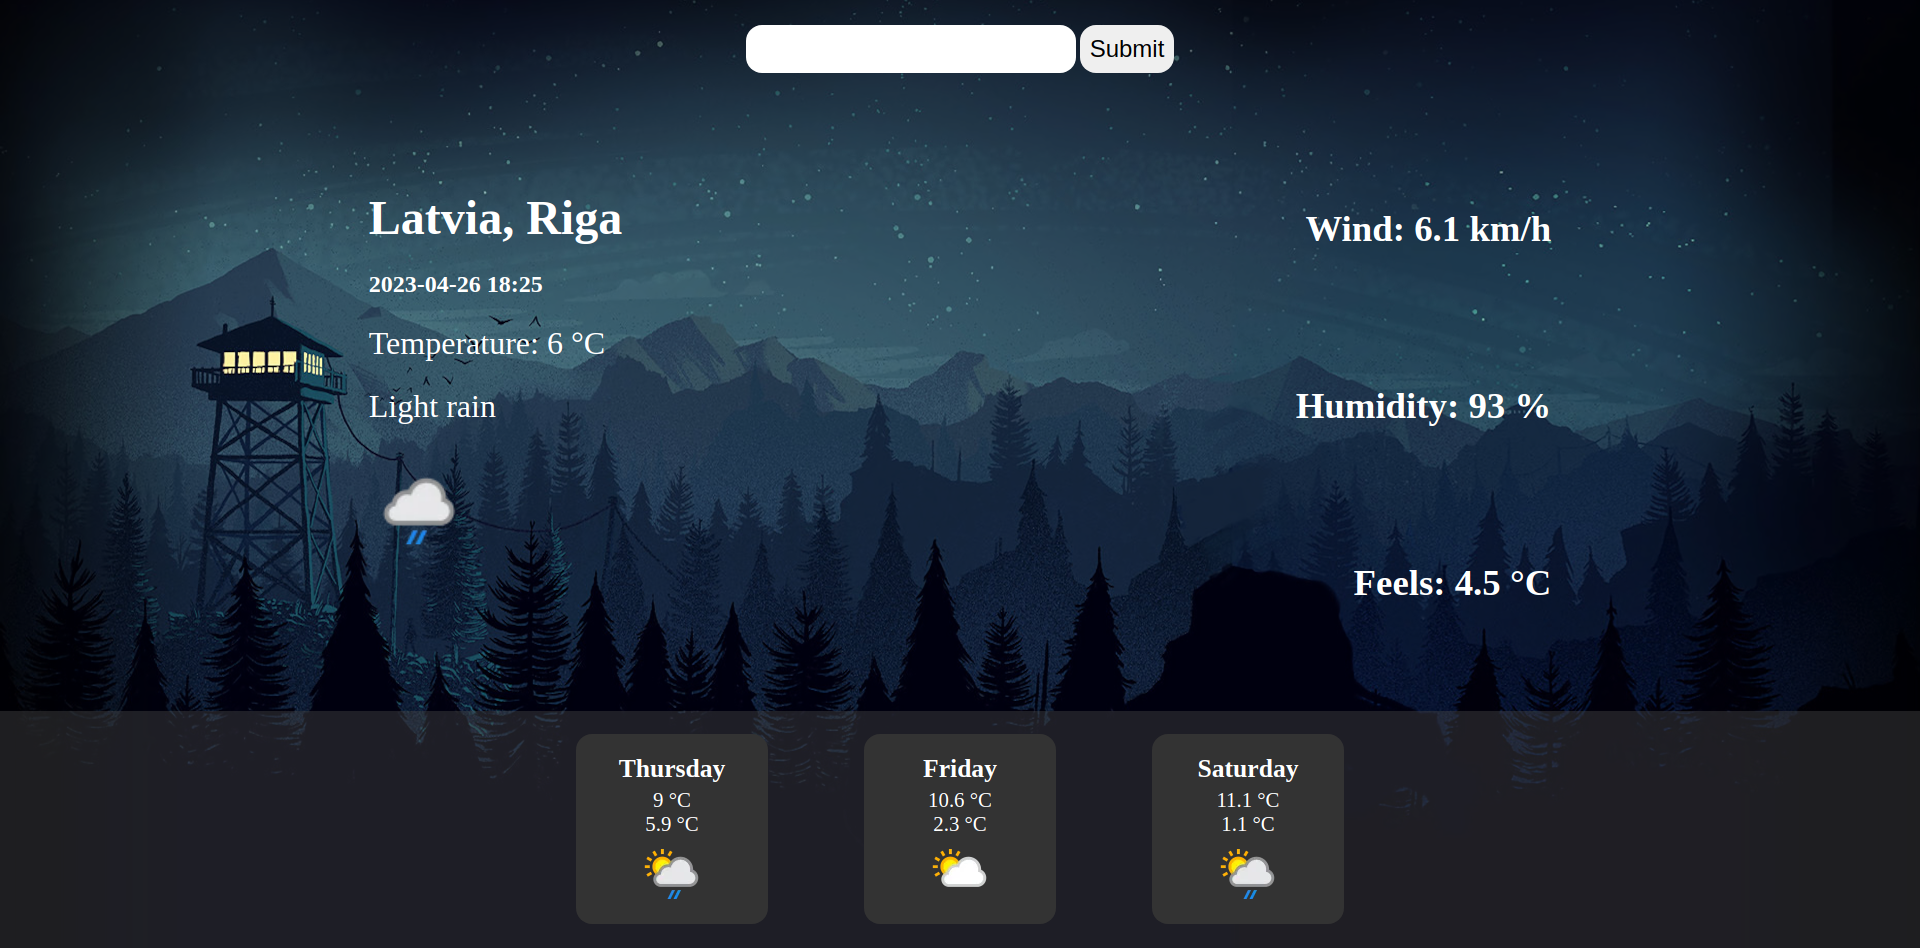 Submit
Latvia, Riga
2023-04-26 18:25
Temperature: 6 °C
Light rain
Wind: 6.1 km/h
Humidity: 93 %
Feels: 4.5 °C
Thursday
9 °C
5.9 °C
Friday
10.6 °C
2.3 °C
Saturday
11.1 °C
1.1 °C